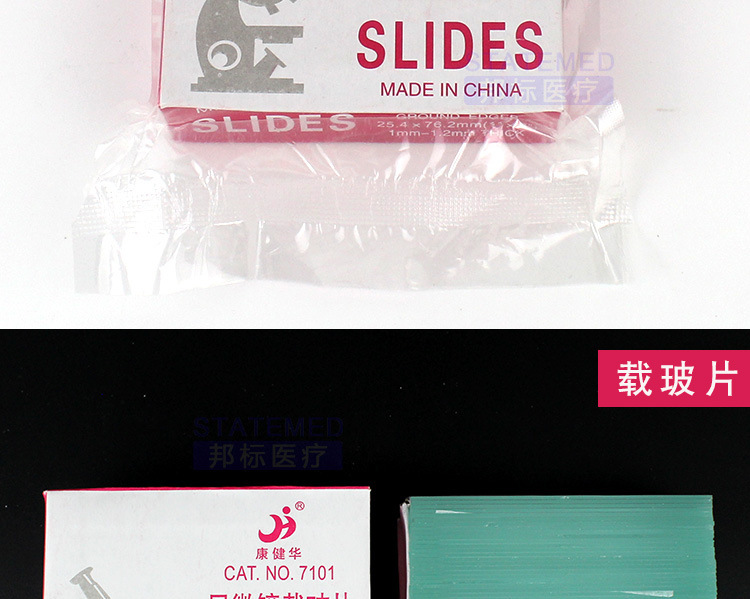 SLIDES
MADE IN CHINA
STATEMED
邦标医疗
SLIDES
GROUND EDGES
25.4×76.2mm
1mm-1.2mm THICK
载玻片
STATEMED
邦标医疗
®
康健华
CAT. NO. 7101